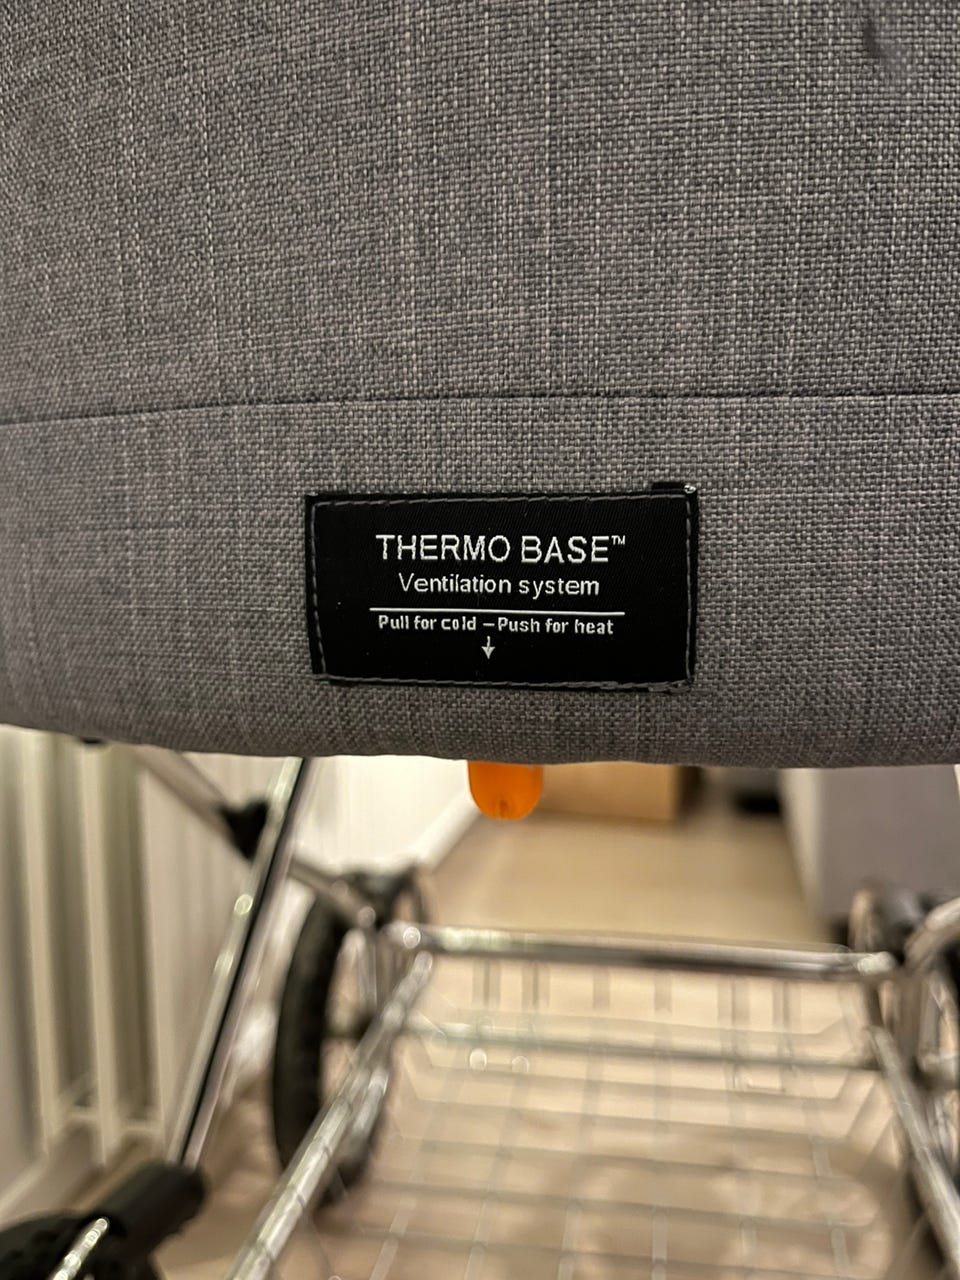 THERMO BASE™
Ventilation system
Pull for cold – Push for heat